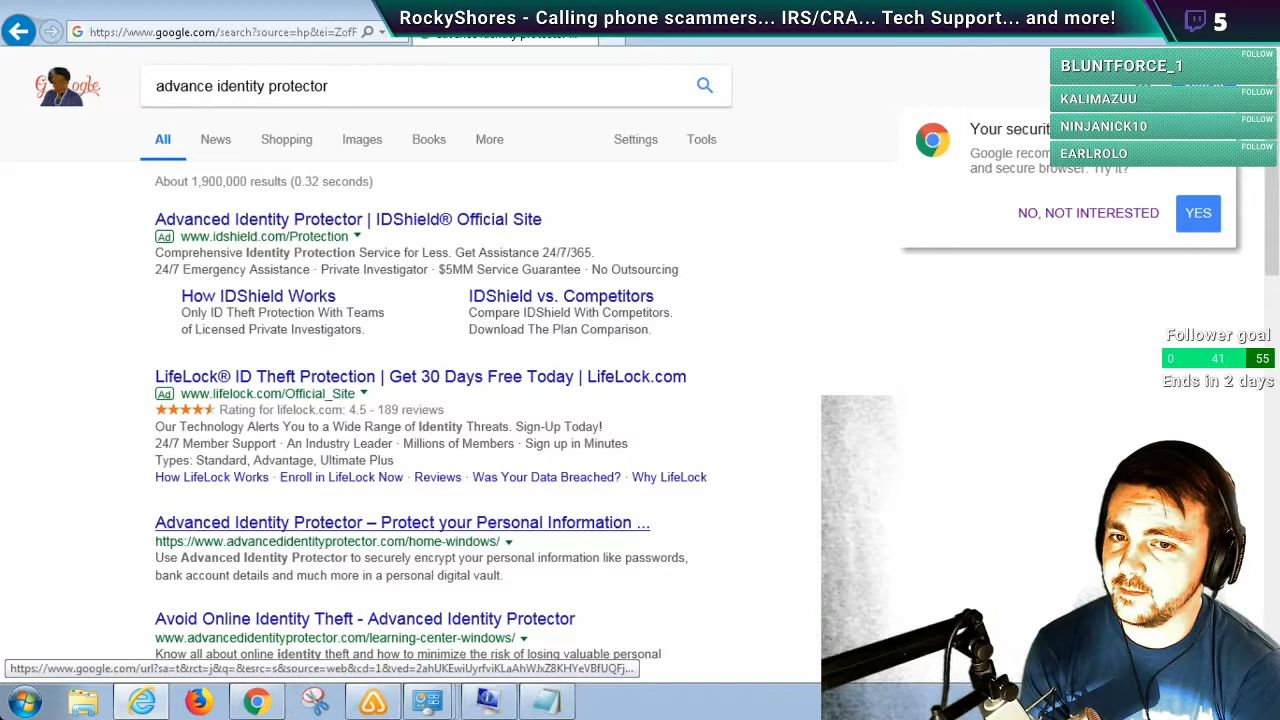 RockyShores - Calling phone scammers... IRS/CRA... Tech Support... and more!
5
https://www.google.com/search?source=hp&ei=ZofF
Google
advance identity protector
BLUNTFORCE_1
FOLLOW
KALIMAZUU
FOLLOW
NINJANICK10
FOLLOW
EARLROLO
FOLLOW
All News Shopping Images Books More Settings Tools
Your securit
Google recom
and secure browser. Try it?
NO, NOT INTERESTED YES
About 1,900,000 results (0.32 seconds)
Advanced Identity Protector | IDShield® Official Site
Ad www.idshield.com/Protection
Comprehensive Identity Protection Service for Less. Get Assistance 24/7/365.
24/7 Emergency Assistance · Private Investigator · $5MM Service Guarantee · No Outsourcing
How IDShield Works
Only ID Theft Protection With Teams
of Licensed Private Investigators.
IDShield vs. Competitors
Compare IDShield With Competitors.
Download The Plan Comparison.
Follower goal
0 41 55
Ends in 2 days
LifeLock® ID Theft Protection | Get 30 Days Free Today | LifeLock.com
Ad www.lifelock.com/Official_Site
Rating for lifelock.com: 4.5 - 189 reviews
Our Technology Alerts You to a Wide Range of Identity Threats. Sign-Up Today!
24/7 Member Support · An Industry Leader · Millions of Members · Sign up in Minutes
Types: Standard, Advantage, Ultimate Plus
How LifeLock Works · Enroll in LifeLock Now · Reviews · Was Your Data Breached? · Why LifeLock
Advanced Identity Protector – Protect your Personal Information ...
https://www.advancedidentityprotector.com/home-windows/
Use Advanced Identity Protector to securely encrypt your personal information like passwords,
bank account details and much more in a personal digital vault.
Avoid Online Identity Theft - Advanced Identity Protector
www.advancedidentityprotector.com/learning-center-windows/
Know all about online identity theft and how to minimize the risk of losing valuable personal